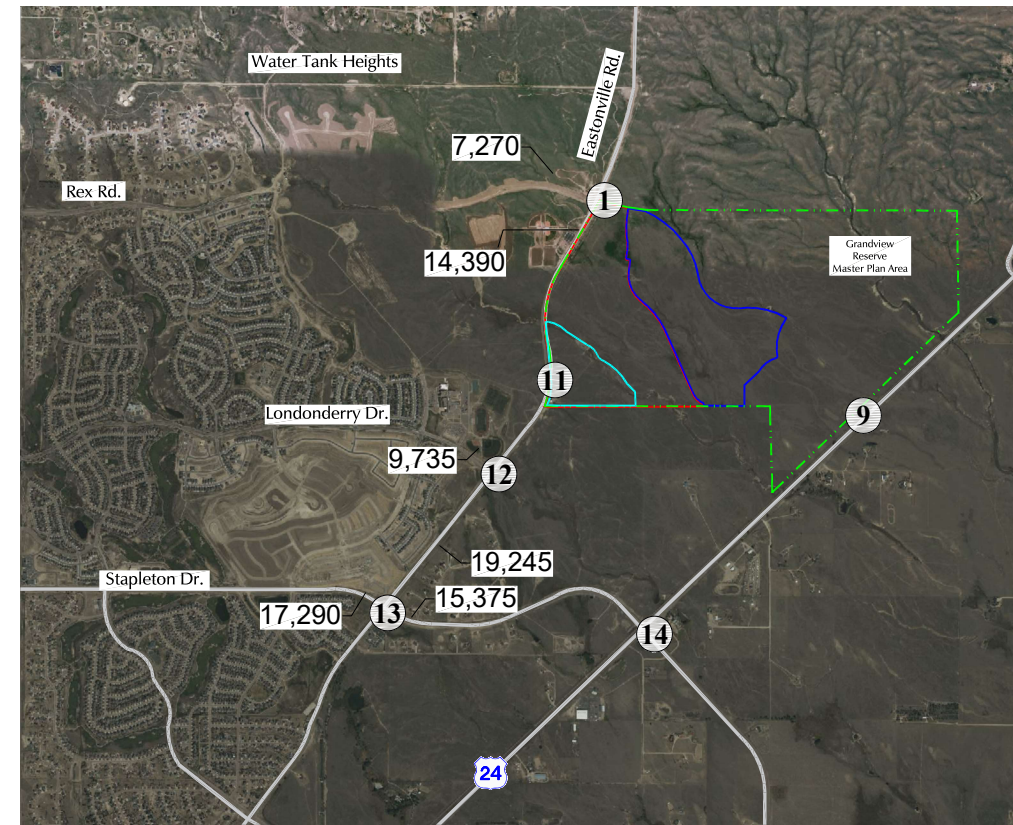 Water Tank Heights
Eastonville Rd.
7,270
Rex Rd.
1
14,390
Grandview
Reserve
Master Plan Area
11
Londonderry Dr.
9
9,735
12
19,245
Stapleton Dr.
15,375
17,290
13
14
24